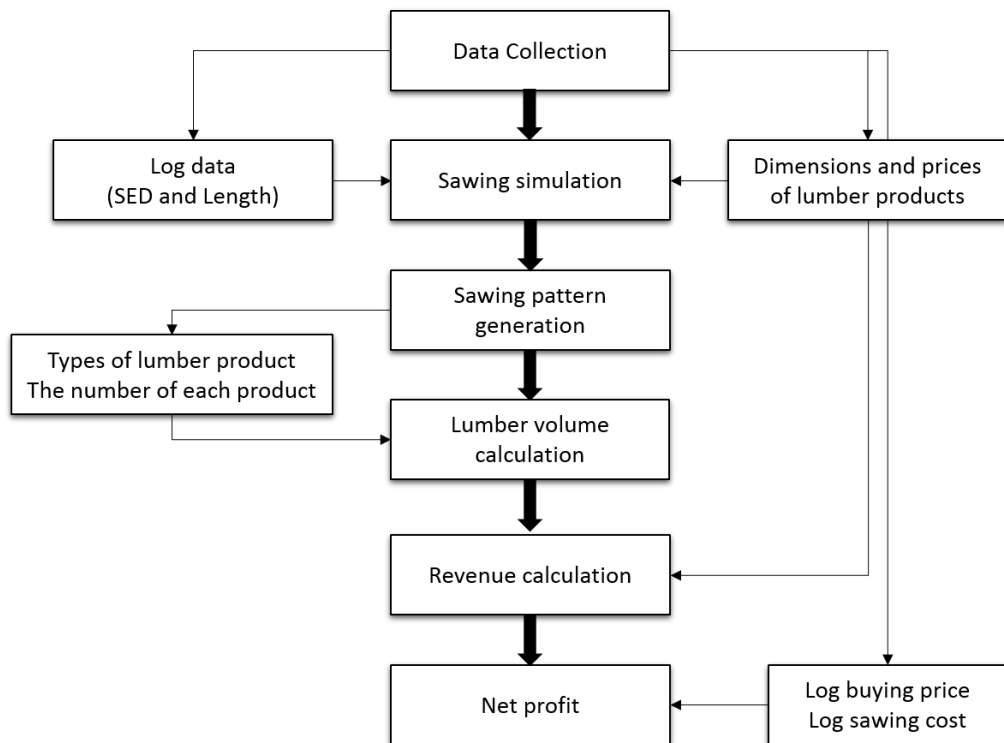 Data Collection
Log data
(SED and Length)
Sawing simulation
Dimensions and prices
of lumber products
Sawing pattern
generation
Types of lumber product
The number of each product
Lumber volume
calculation
Revenue calculation
Net profit
Log buying price
Log sawing cost